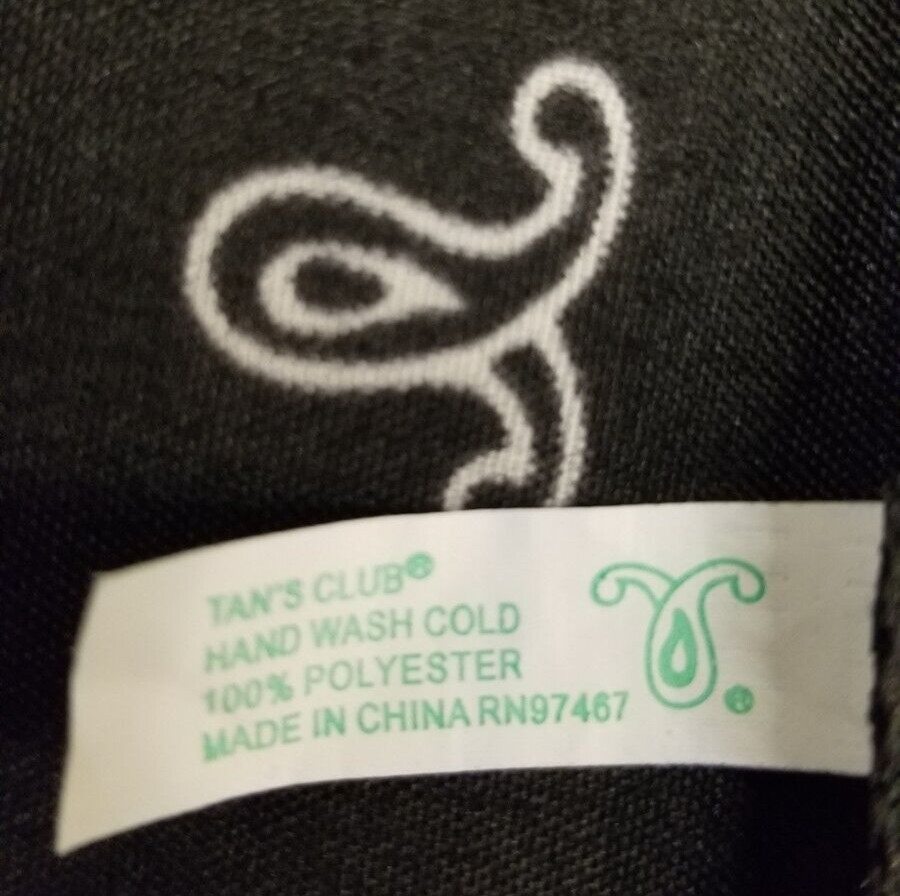 TAN'S CLUB®
HAND WASH COLD
100% POLYESTER
MADE IN CHINA RN97467
®